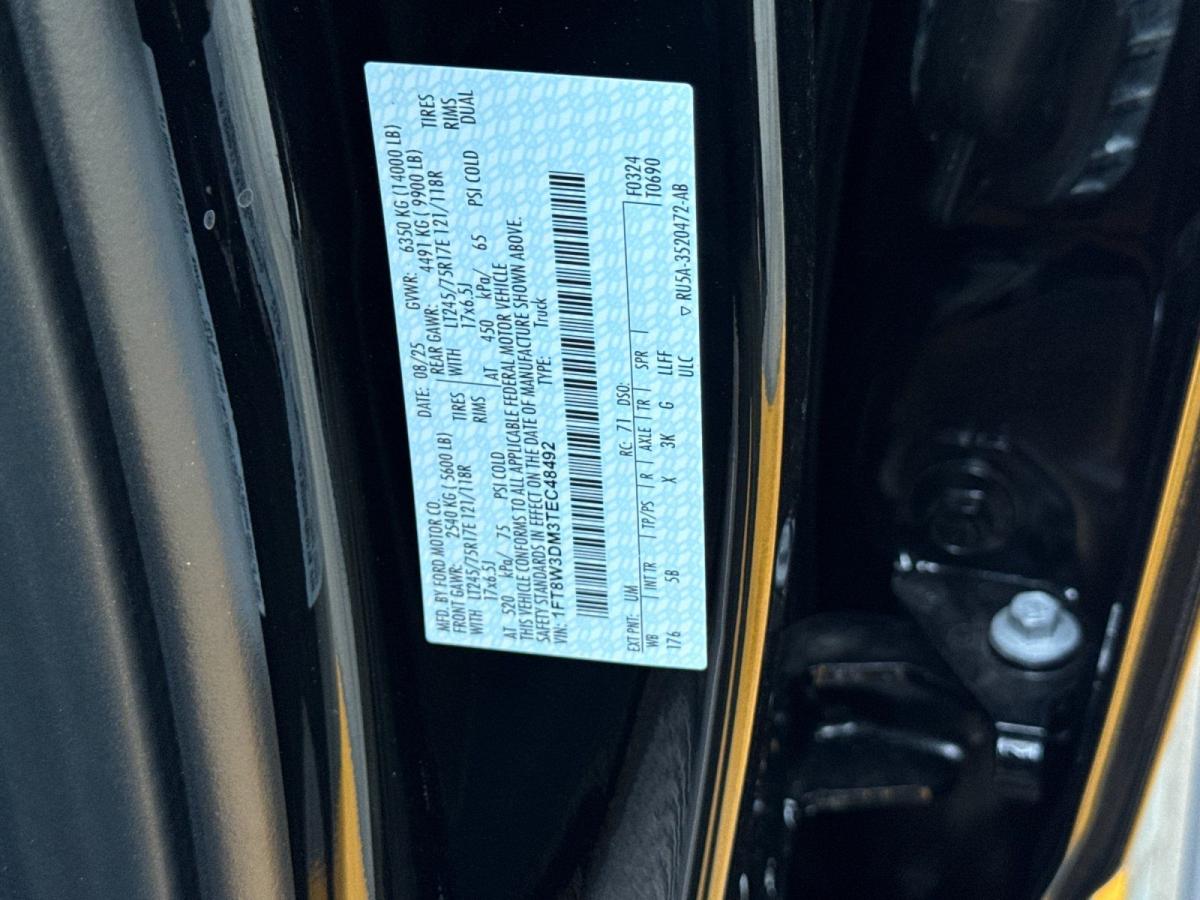 MFD. BY FORD MOTOR CO.
DATE: 08/25 GVWR: 6350 KG (14000 LB)
FRONT GAWR: 2540 KG ( 5600 LB) REAR GAWR: 4491 KG ( 9900 LB)
WITH LT245/75R17E 121/118R TIRES WITH LT245/75R17E 121/118R TIRES
17x6.5J RIMS 17x6.5J RIMS
AT 520 kPa/ 75 PSI COLD AT 450 kPa/ 65 PSI COLD DUAL
THIS VEHICLE CONFORMS TO ALL APPLICABLE FEDERAL MOTOR VEHICLE
SAFETY STANDARDS IN EFFECT ON THE DATE OF MANUFACTURE SHOWN ABOVE.
VIN: 1FT8W3DM3TEC48492 TYPE: Truck
EXT PNT: UM RC: 71 DSO: F0324
WB INT TR TP/PS R AXLE TR SPR T0690
176 5B X 3K G LLFF
ULC ▽ RU5A-3520472-AB